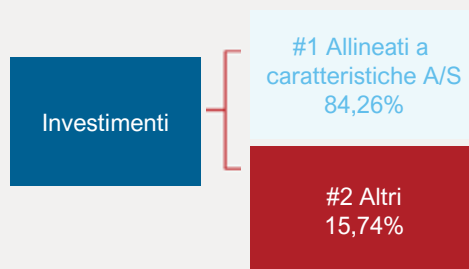 Investimenti
#1 Allineati a
caratteristiche A/S
84,26%
#2 Altri
15,74%